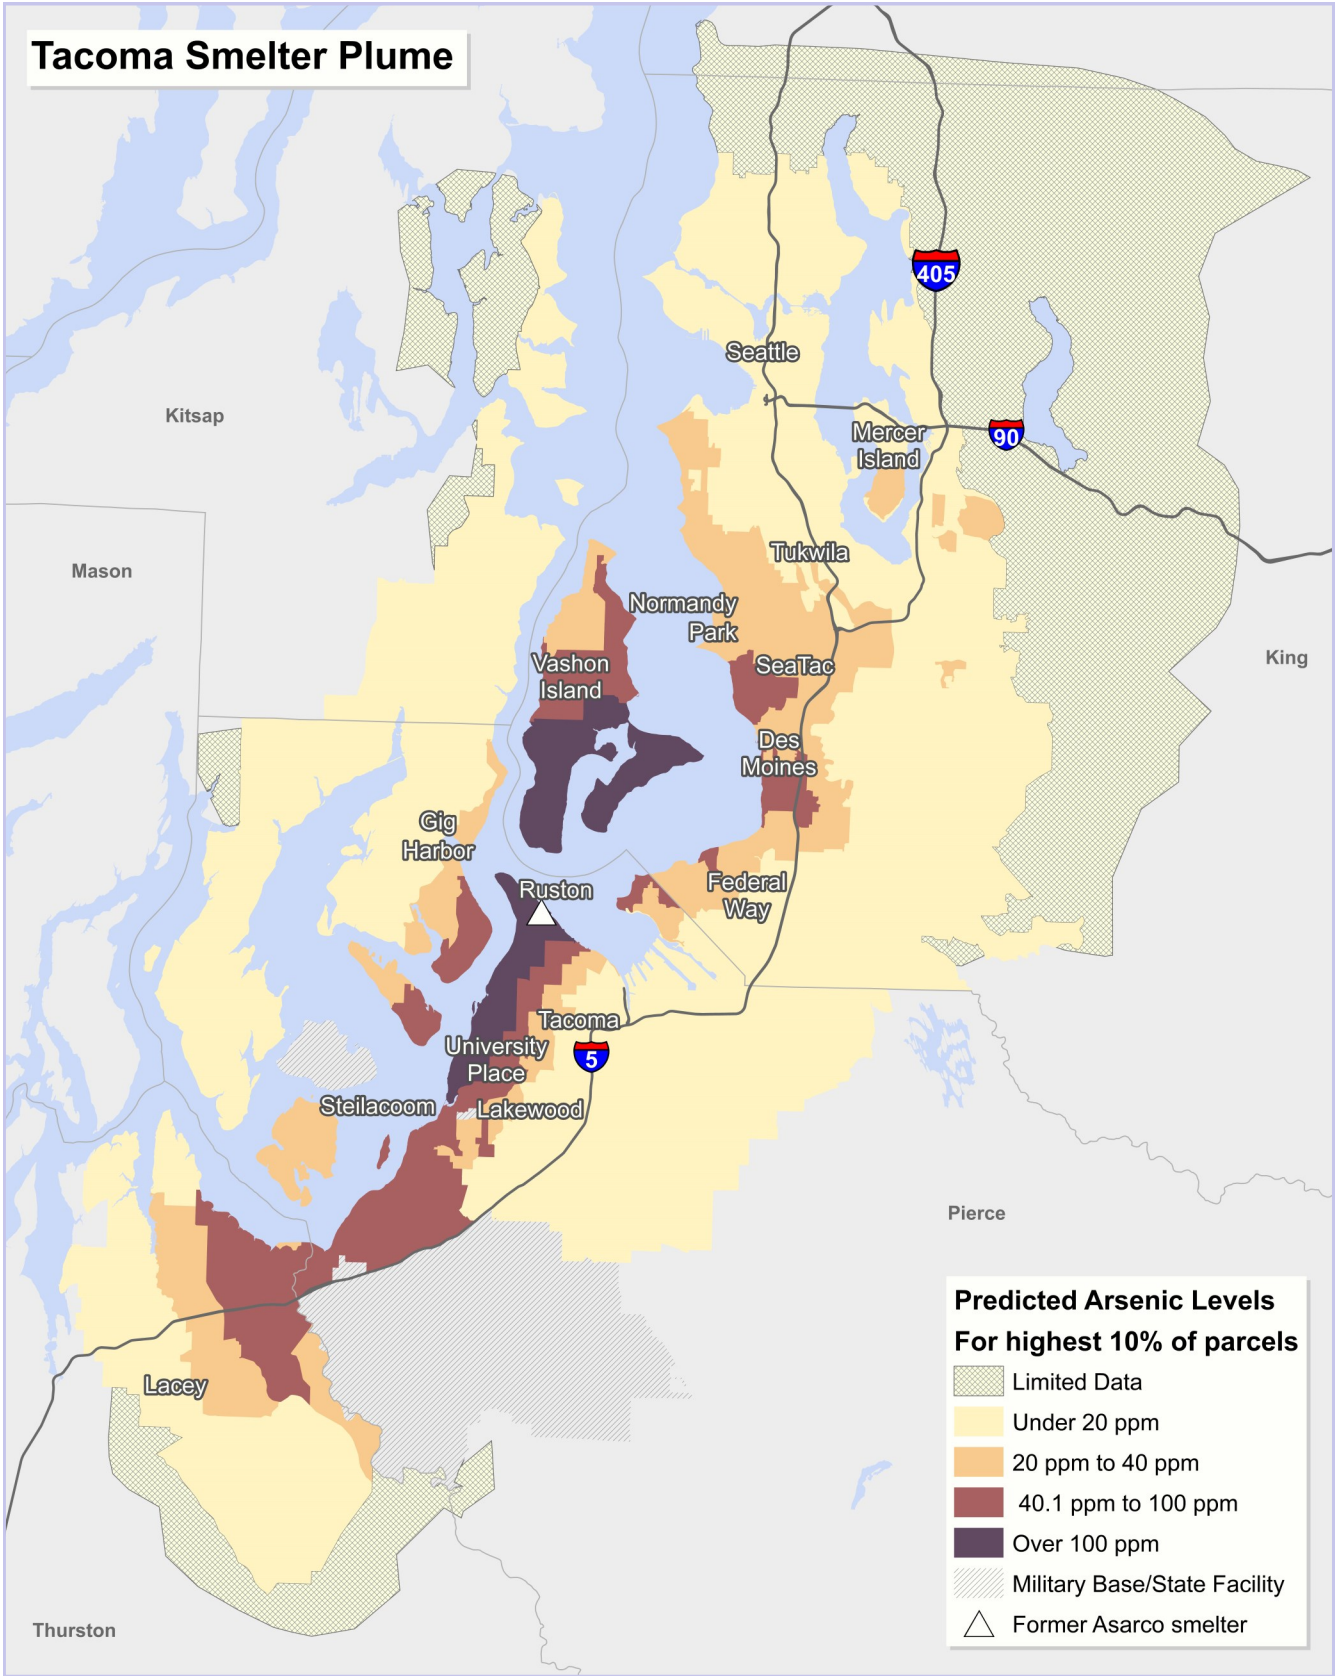 Tacoma Smelter Plume
405
Seattle
Kitsap
Mercer
Island
90
Tukwila
Mason
Normandy
Park
King
Vashon
Island
SeaTac
Des
Moines
Gig
Harbor
Ruston
Federal
Way
Tacoma
University
Place
5
Steilacoom
Lakewood
Pierce
Lacey
Thurston
Predicted Arsenic Levels
For highest 10% of parcels
Limited Data
Under 20 ppm
20 ppm to 40 ppm
40.1 ppm to 100 ppm
Over 100 ppm
Military Base/State Facility
Former Asarco smelter